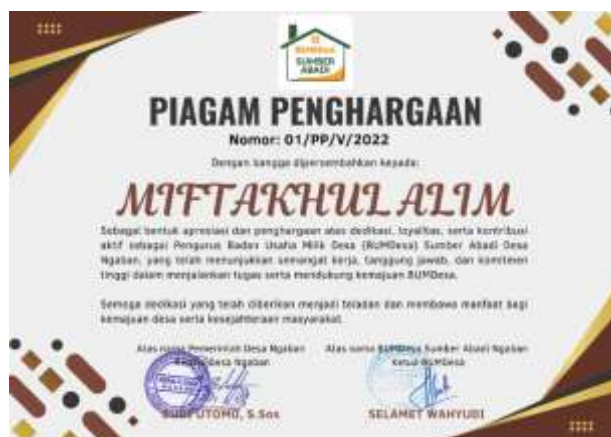 BUMDesa
SUMBER
ABADI
PIAGAM PENGHARGAAN
Nomor: 01/PP/V/2022
Dengan bangga dipersembahkan kepada:
MIFTAKHUL ALIM
Sebagai bentuk apresiasi dan penghargaan atas dedikasi, loyalitas, serta kontribusi
aktif sebagai Pengurus Badan Usaha Milik Desa (BUMDesa) Sumber Abadi Desa
Ngaban, yang telah menunjukkan semangat kerja, tanggung jawab, dan komitmen
tinggi dalam menjalankan tugas serta mendukung kemajuan BUMDesa.
Semoga dedikasi yang telah diberikan menjadi teladan dan membawa manfaat bagi
kemajuan desa serta kesejahteraan masyarakat.
Atas nama Pemerintah Desa Ngaban
Desa Ngaban
Atas nama BUMDesa Sumber Abadi Ngaban
Ketua BUMDesa
UTOMO, S.Sos
SELAMET WAHYUDI